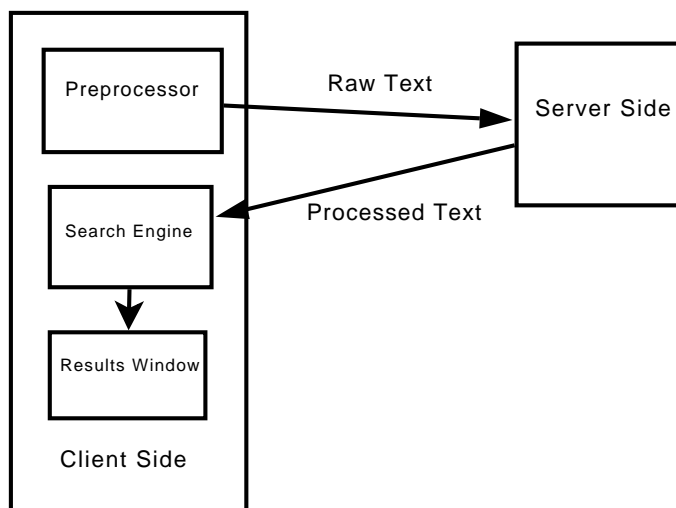 Preprocessor
Raw Text
Server Side
Search Engine
Processed Text
Results Window
Client Side